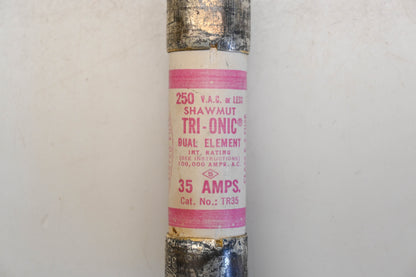 250 V.A.C. or LESS
SHAWMUT
TRI-ONIC®
DUAL ELEMENT
INT. RATING
(SEE INSTRUCTIONS)
100,000 AMPS. A.C.
S
35 AMPS.
Cat. No.: TR35